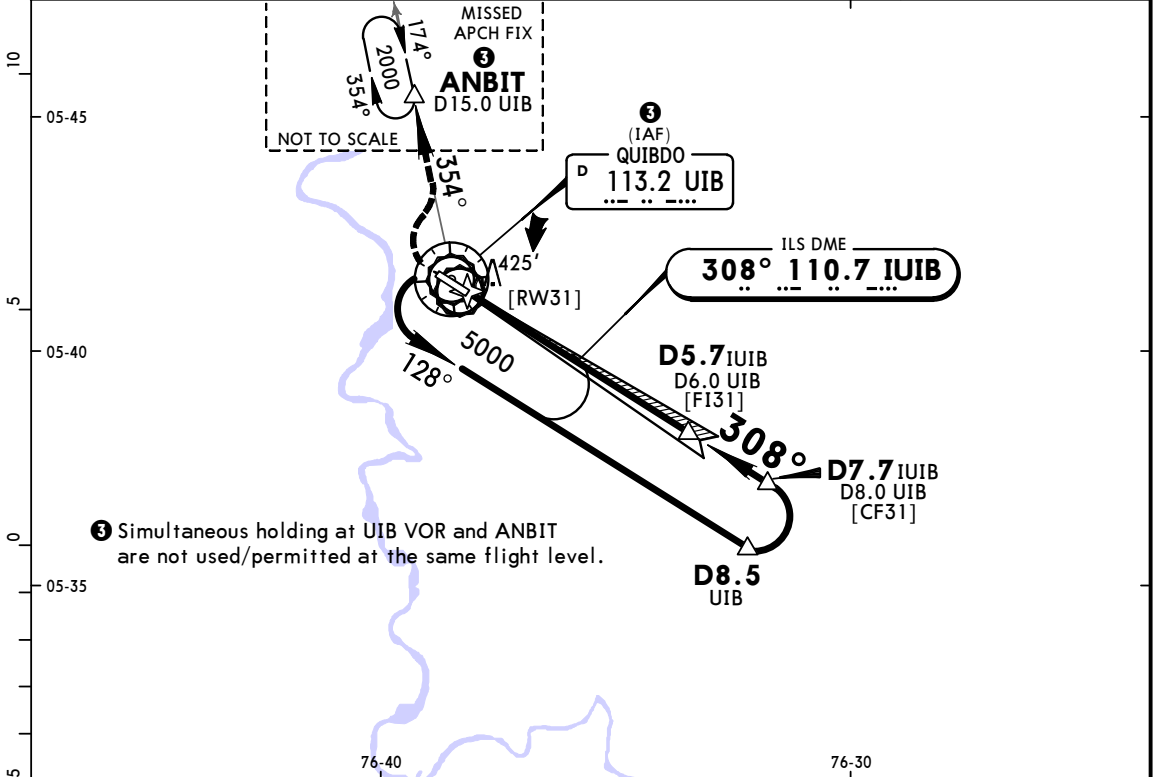 MISSED
APCH FIX
3
ANBIT
D15.0 UIB
174°
2000
354°
NOT TO SCALE
354°
10
05-45
3
(IAF)
QUIBDO
D 113.2 UIB
ILS DME
308° 110.7 IUIB
425'
[RW31]
5
05-40
5000
128°
D5.7 IUIB
D6.0 UIB
[FI31]
308°
D7.7 IUIB
D8.0 UIB
[CF31]
3 Simultaneous holding at UIB VOR and ANBIT
are not used/permitted at the same flight level.
0
05-35
D8.5
UIB
76-40
76-30
5